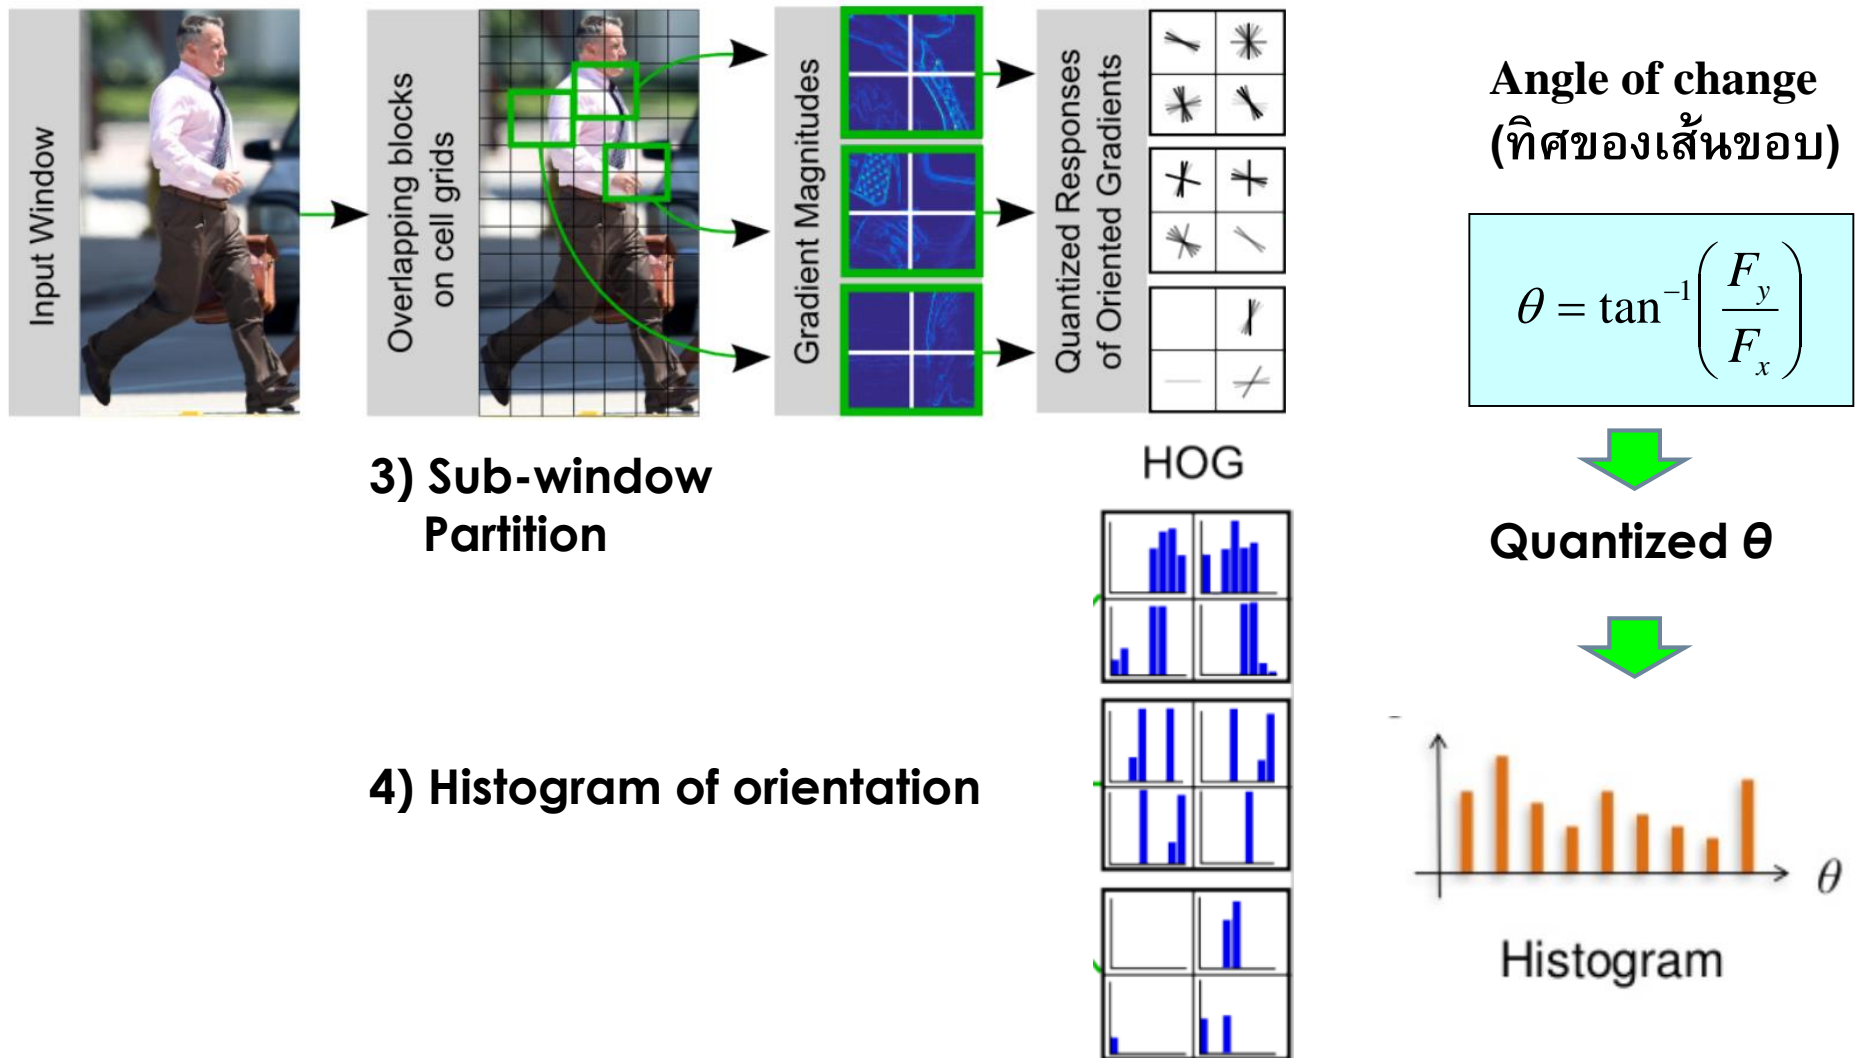 Input Window
Overlapping blocks
on cell grids
Gradient Magnitudes
Quantized Responses
of Oriented Gradients
Angle of change
(ทิศของเส้นขอบ)
θ = tan⁻¹(F_y / F_x)
3) Sub-window
Partition
HOG
Quantized θ
4) Histogram of orientation
θ
Histogram